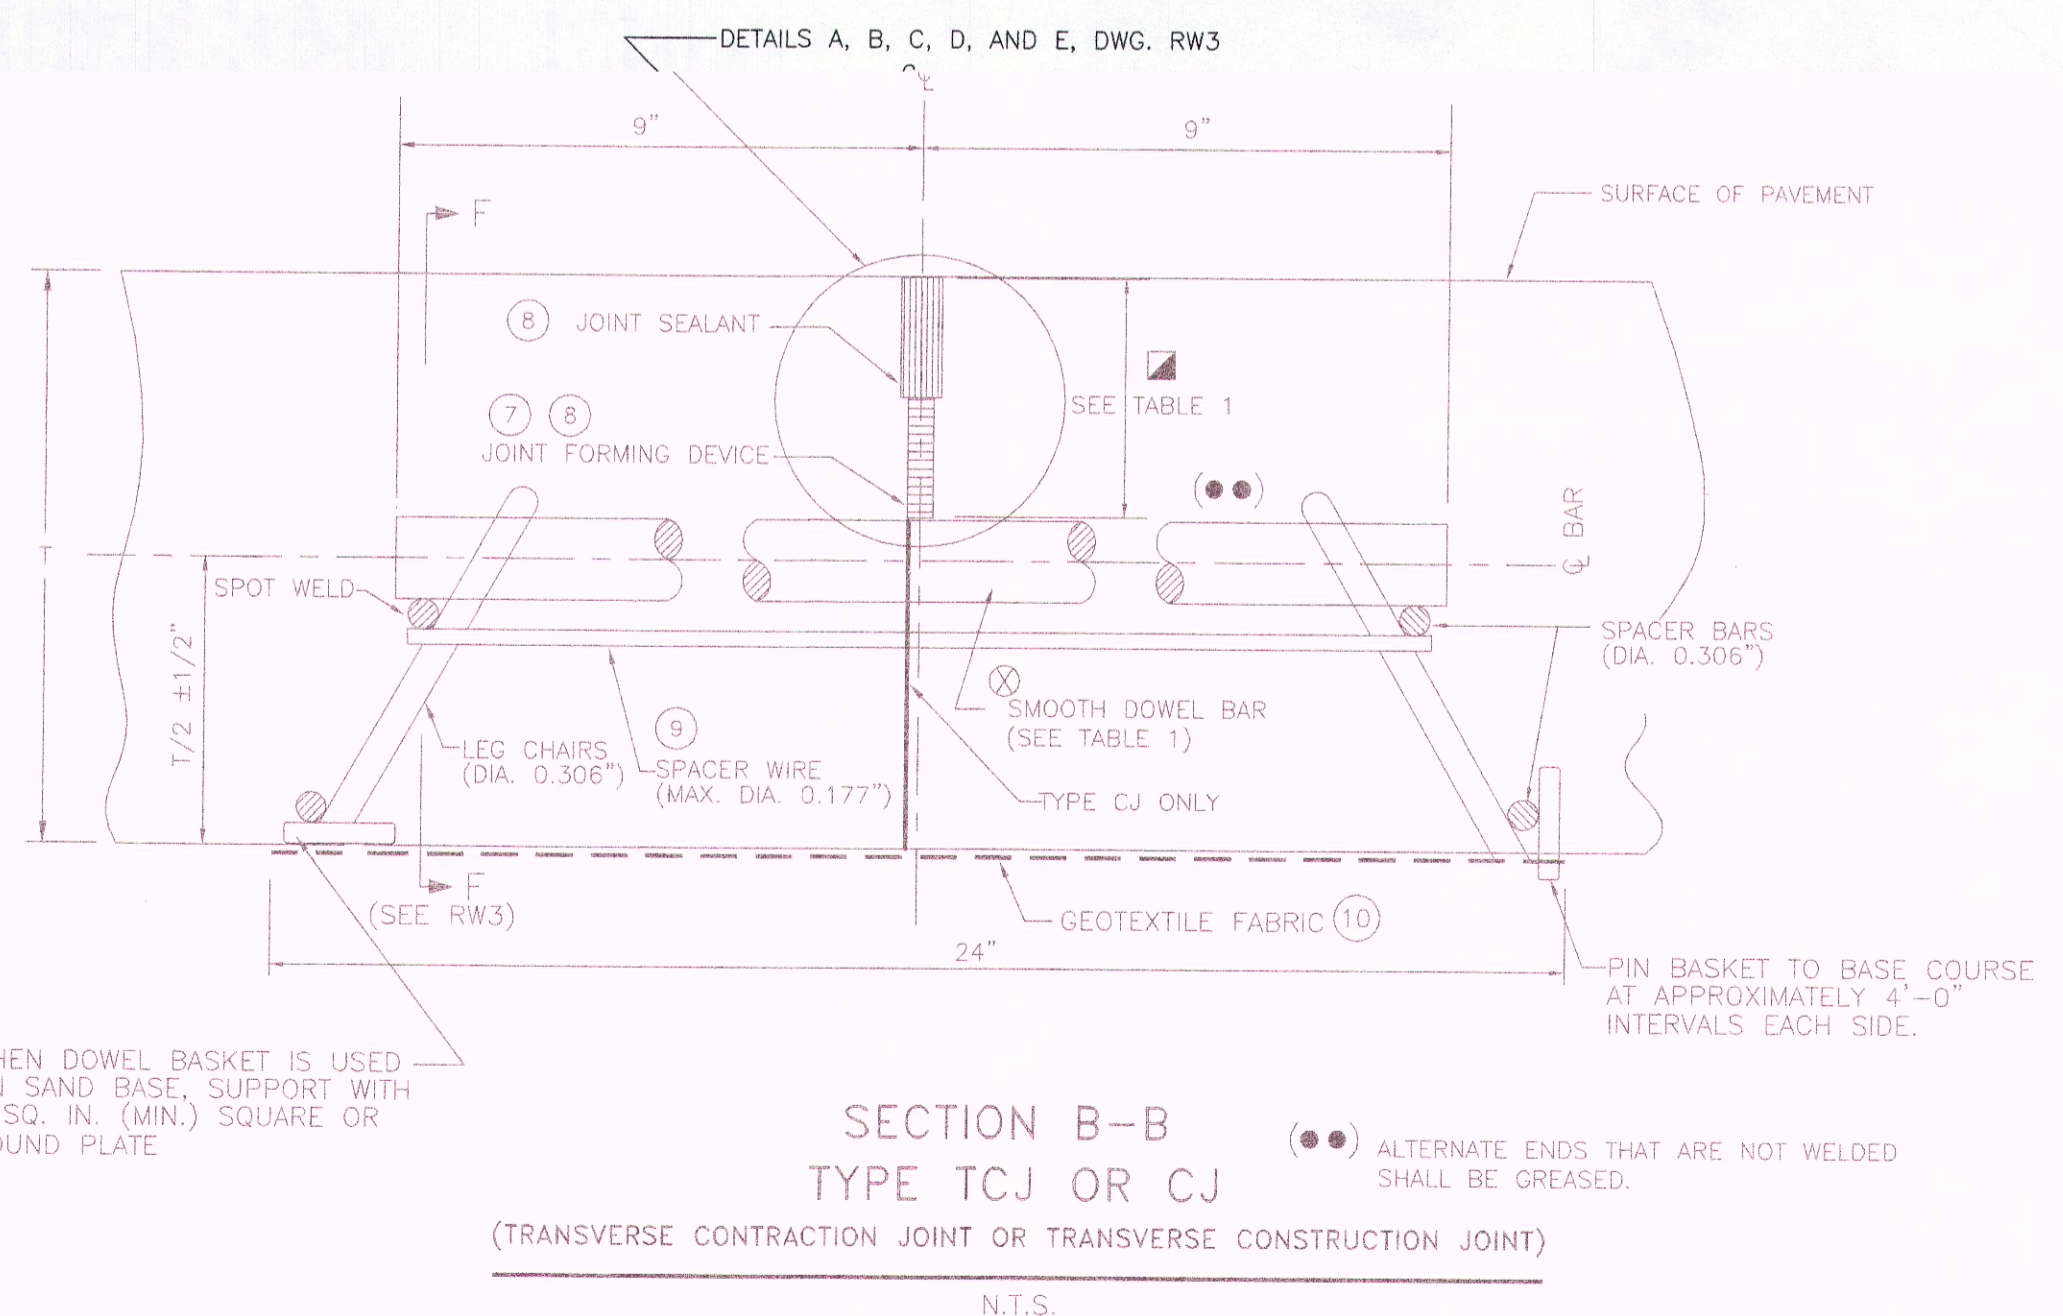 DETAILS A, B, C, D, AND E, DWG. RW3
℄
9" 9"
F
SURFACE OF PAVEMENT
8 JOINT SEALANT
SEE TABLE 1
7 8
JOINT FORMING DEVICE
(●●)
℄ BAR
T
SPOT WELD
T/2 ±1/2"
SPACER BARS
(DIA. 0.306")
SMOOTH DOWEL BAR
(SEE TABLE 1)
LEG CHAIRS
(DIA. 0.306")
9
SPACER WIRE
(MAX. DIA. 0.177")
TYPE CJ ONLY
F
(SEE RW3)
GEOTEXTILE FABRIC 10
24"
PIN BASKET TO BASE COURSE
AT APPROXIMATELY 4'-0"
INTERVALS EACH SIDE.
DOWEL BASKET IS USED
SAND BASE, SUPPORT WITH
SQ. IN. (MIN.) SQUARE OR
PLATE
SECTION B-B
TYPE TCJ OR CJ
(TRANSVERSE CONTRACTION JOINT OR TRANSVERSE CONSTRUCTION JOINT)
N.T.S.
(●●) ALTERNATE ENDS THAT ARE NOT WELDED
SHALL BE GREASED.